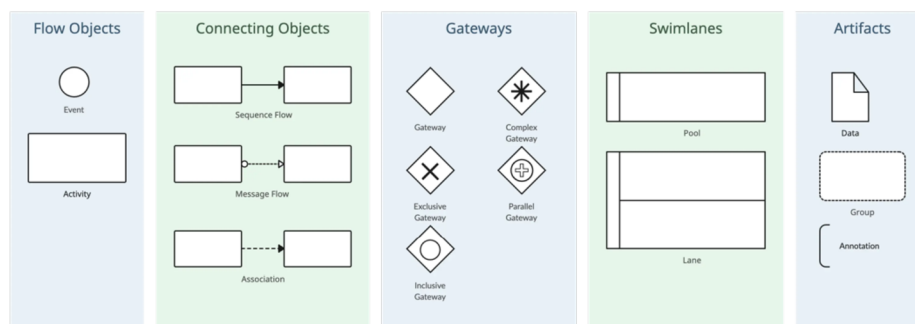 Flow Objects
Event
Activity
Connecting Objects
Sequence Flow
Message Flow
Association
Gateways
Gateway
Complex
Gateway
Exclusive
Gateway
Parallel
Gateway
Inclusive
Gateway
Swimlanes
Pool
Lane
Artifacts
Data
Group
Annotation